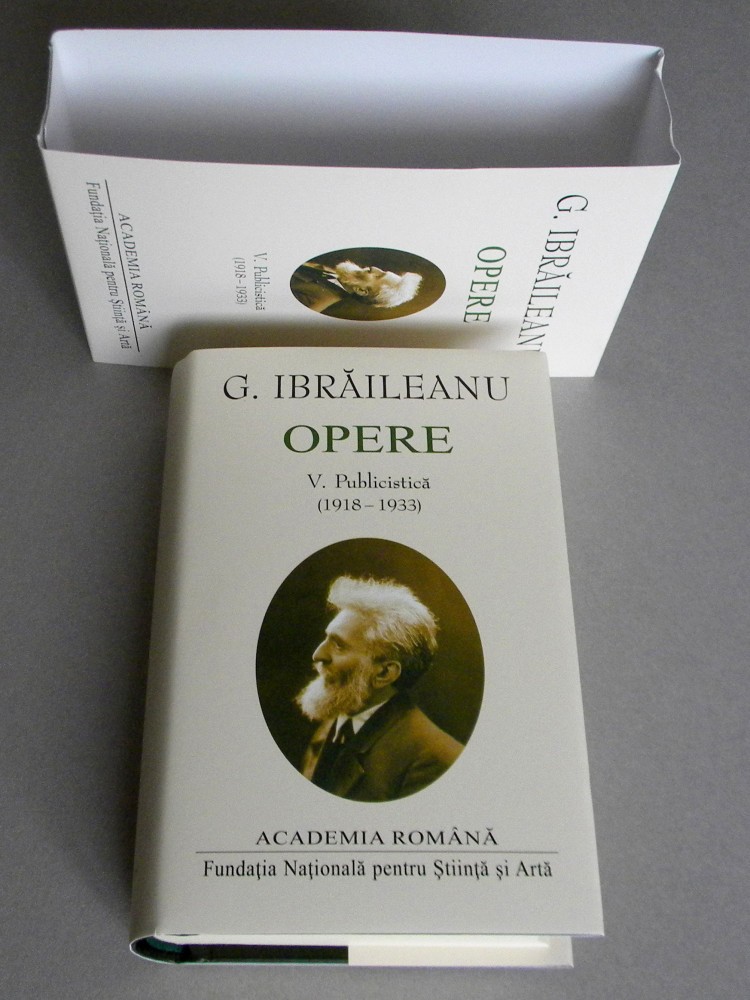 G. IBRĂILEANU
OPERE
V. Publicistică
(1918–1933)
ACADEMIA ROMÂNĂ
Fundaţia Naţională pentru Ştiinţă şi Artă
G. IBRĂILEANU
OPERE
V. Publicistică
(1918–1933)
ACADEMIA ROMÂNĂ
Fundaţia Naţională pentru Ştiinţă şi Artă